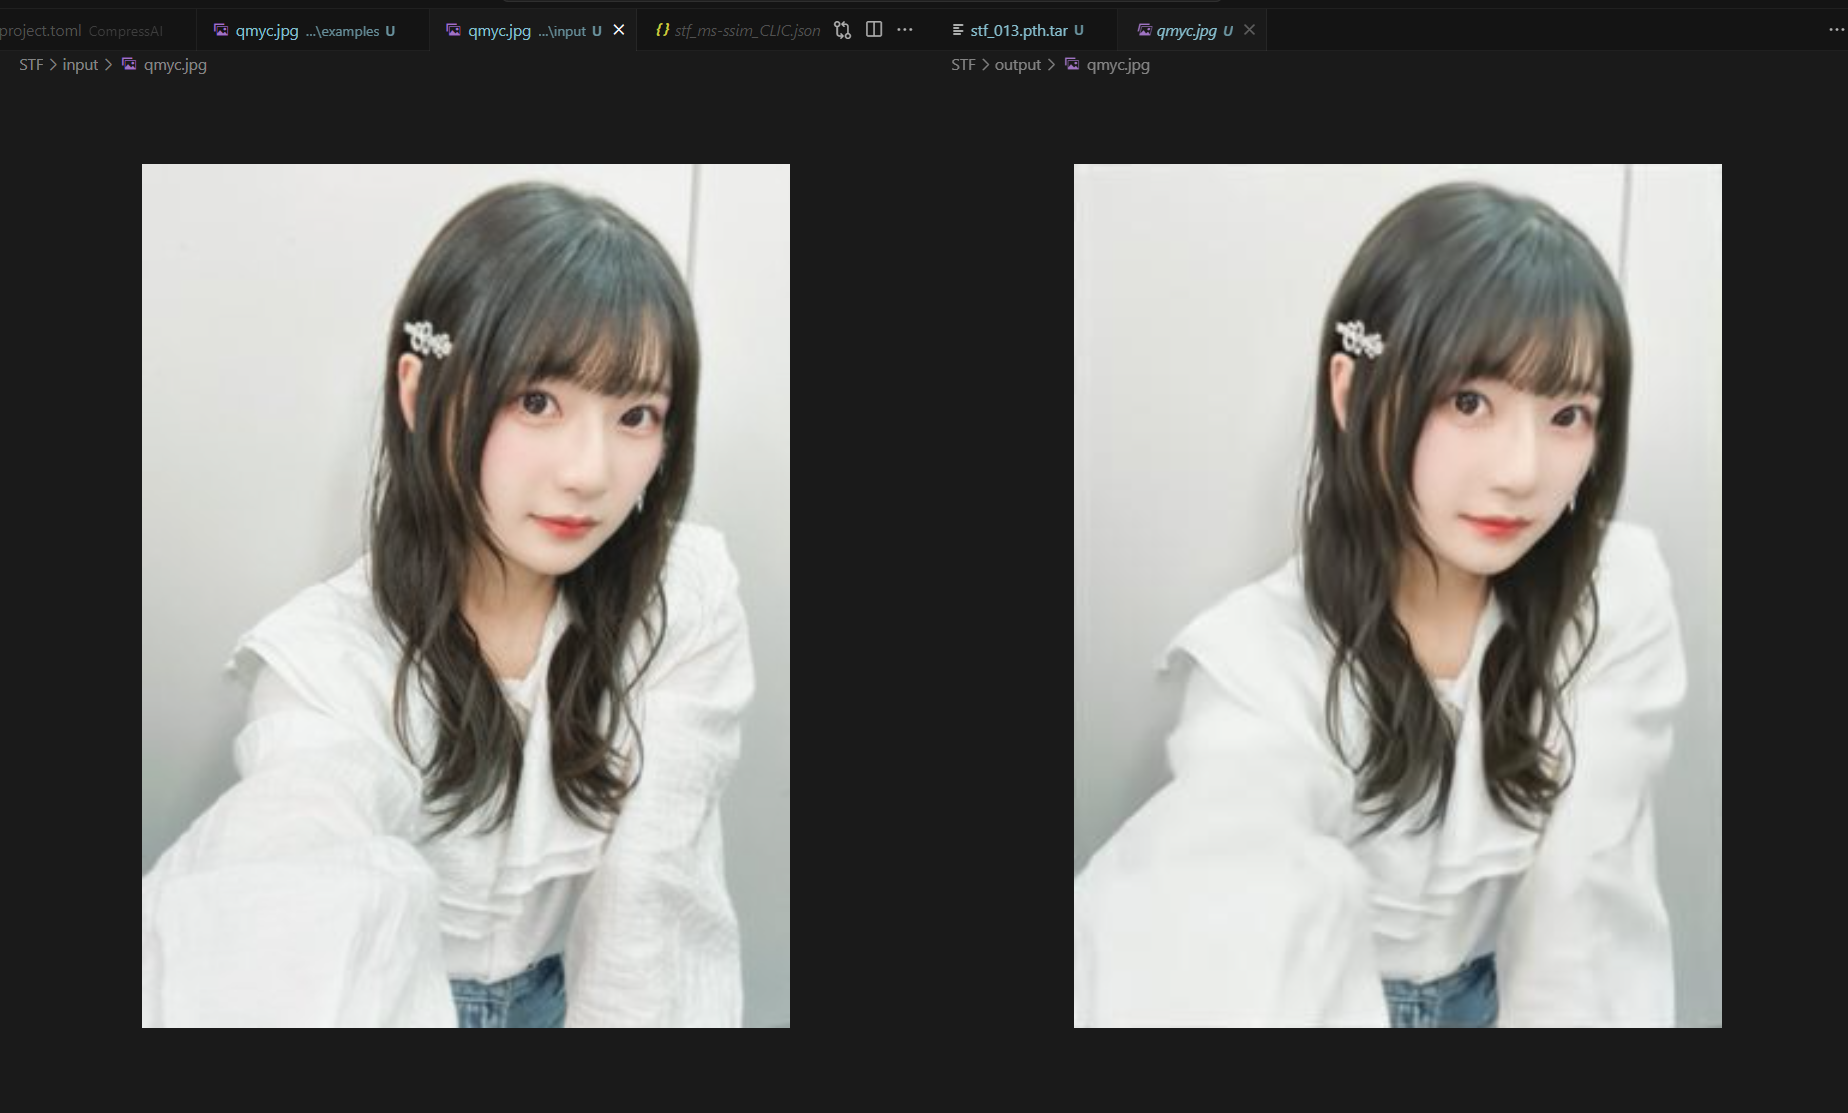 project.toml CompressAI
qmyc.jpg ...\examples U
qmyc.jpg ...\input U
{} stf_ms-ssim_CLIC.json
stf_013.pth.tar U
qmyc.jpg U
STF > input > qmyc.jpg
STF > output > qmyc.jpg